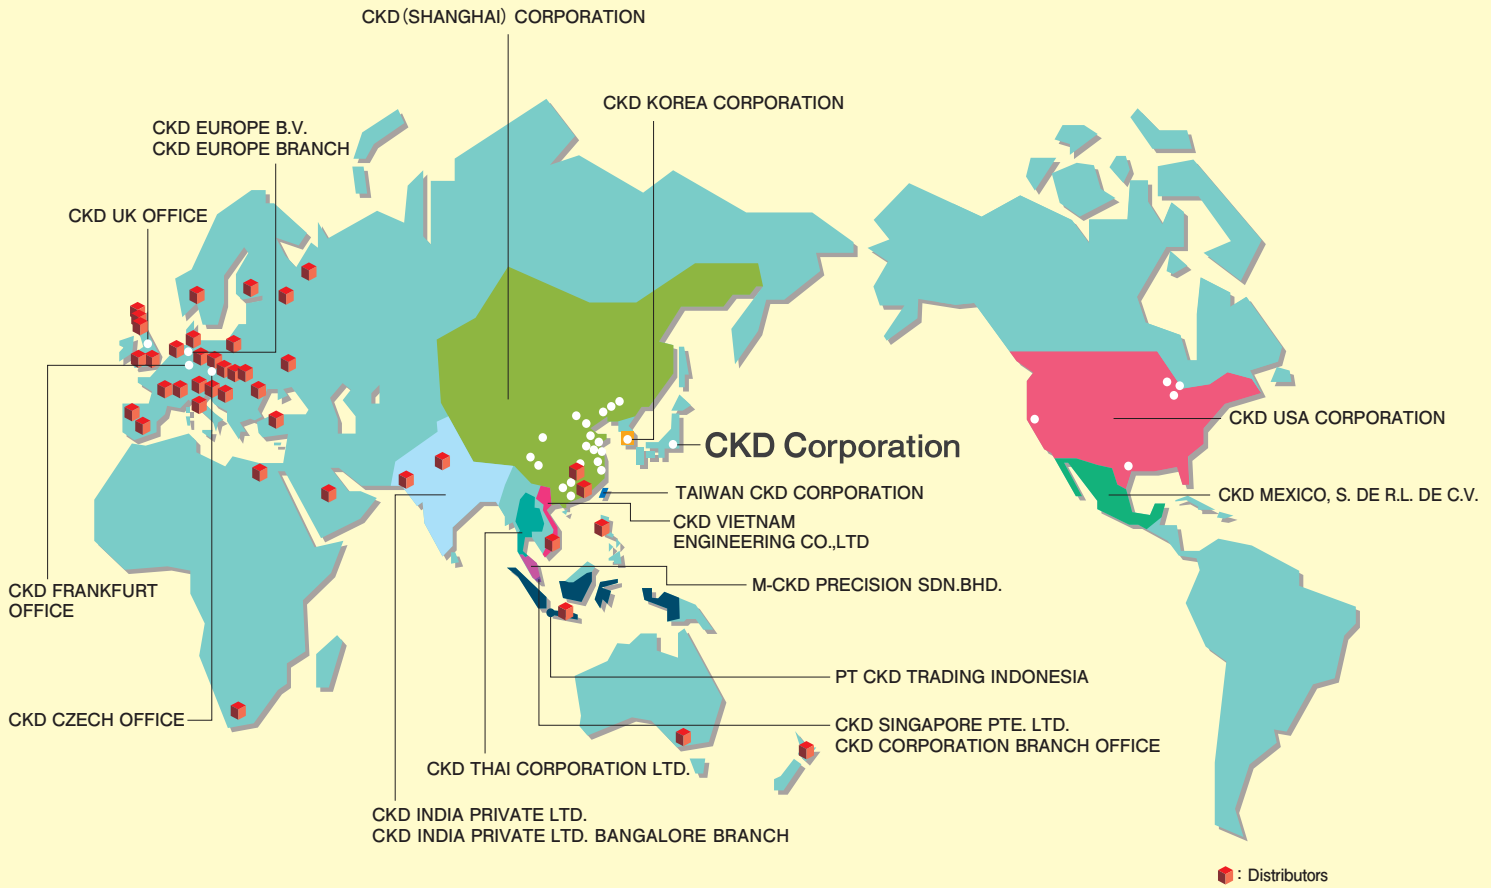 CKD(SHANGHAI) CORPORATION
CKD KOREA CORPORATION
CKD EUROPE B.V.
CKD EUROPE BRANCH
CKD UK OFFICE
CKD USA CORPORATION
CKD Corporation
TAIWAN CKD CORPORATION
CKD MEXICO, S. DE R.L. DE C.V.
CKD VIETNAM
ENGINEERING CO.,LTD
M-CKD PRECISION SDN.BHD.
CKD FRANKFURT
OFFICE
PT CKD TRADING INDONESIA
CKD CZECH OFFICE
CKD SINGAPORE PTE. LTD.
CKD CORPORATION BRANCH OFFICE
CKD THAI CORPORATION LTD.
CKD INDIA PRIVATE LTD.
CKD INDIA PRIVATE LTD. BANGALORE BRANCH
: Distributors